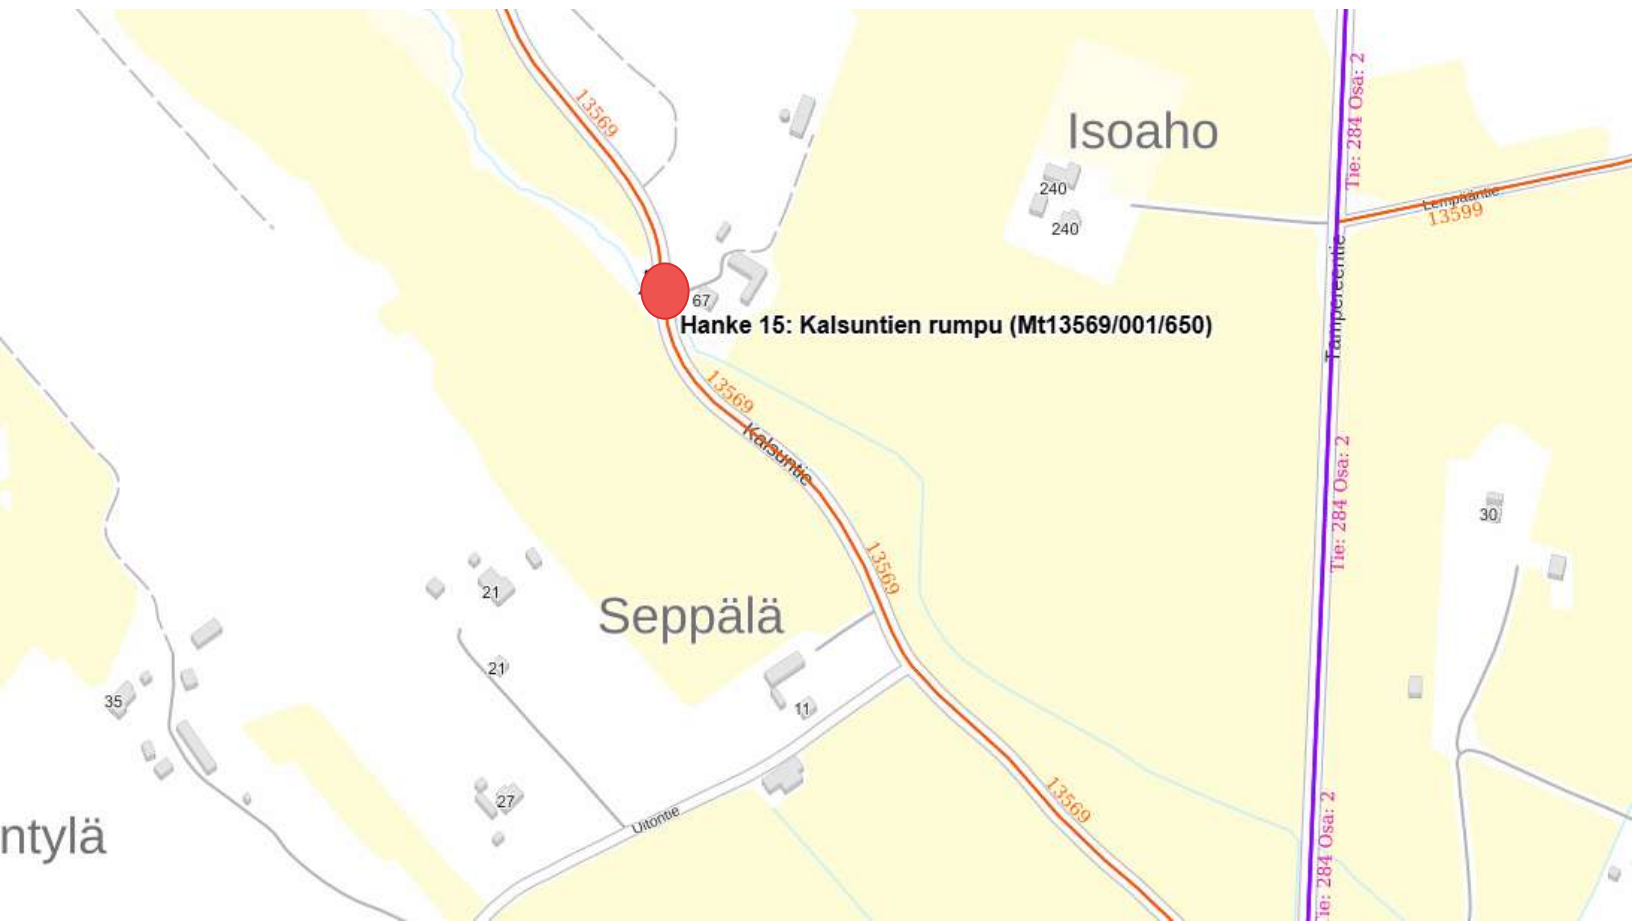 13569
Tie: 284 Osa: 2
Isoaho
240
240
Lempääntie
13599
67
Hanke 15: Kalsuntien rumpu (Mt13569/001/650)
Tampereentie
13569
Kalsuntie
Tie: 284 Osa: 2
30
13569
21
Seppälä
21
35
11
27
Uitontie
13569
ntylä
Tie: 284 Osa: 2